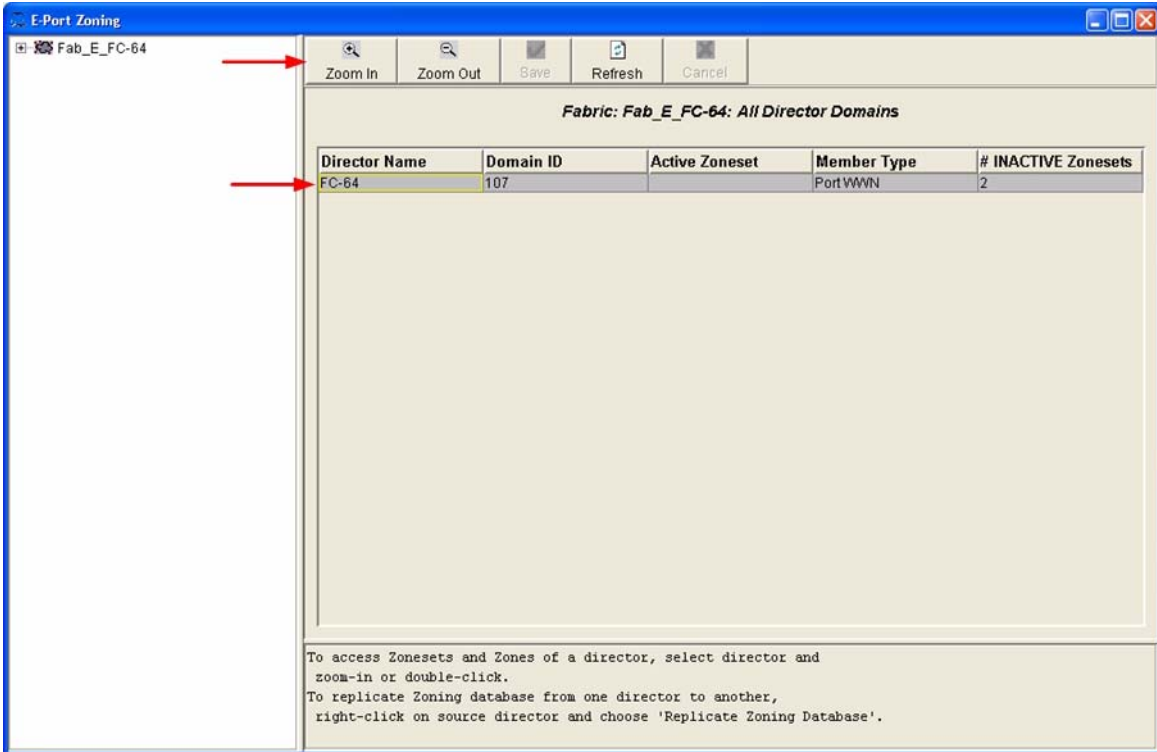 E-Port Zoning
Fab_E_FC-64
Zoom In Zoom Out Save Refresh Cancel
Fabric: Fab_E_FC-64: All Director Domains
Director Name Domain ID Active Zoneset Member Type # INACTIVE Zonesets
FC-64 107 Port WWN 2
To access Zonesets and Zones of a director, select director and
zoom-in or double-click.
To replicate Zoning database from one director to another,
right-click on source director and choose 'Replicate Zoning Database'.